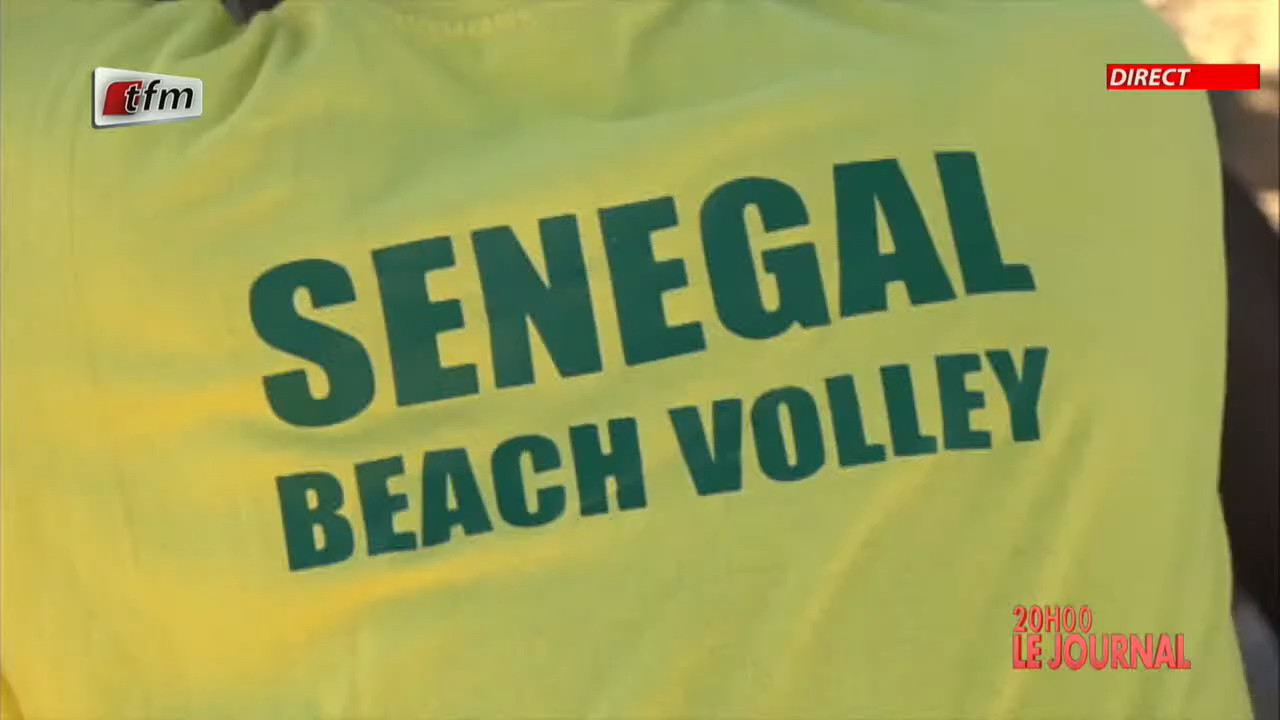 tfm
DIRECT
SENEGAL
BEACH VOLLEY
20H00
LE JOURNAL